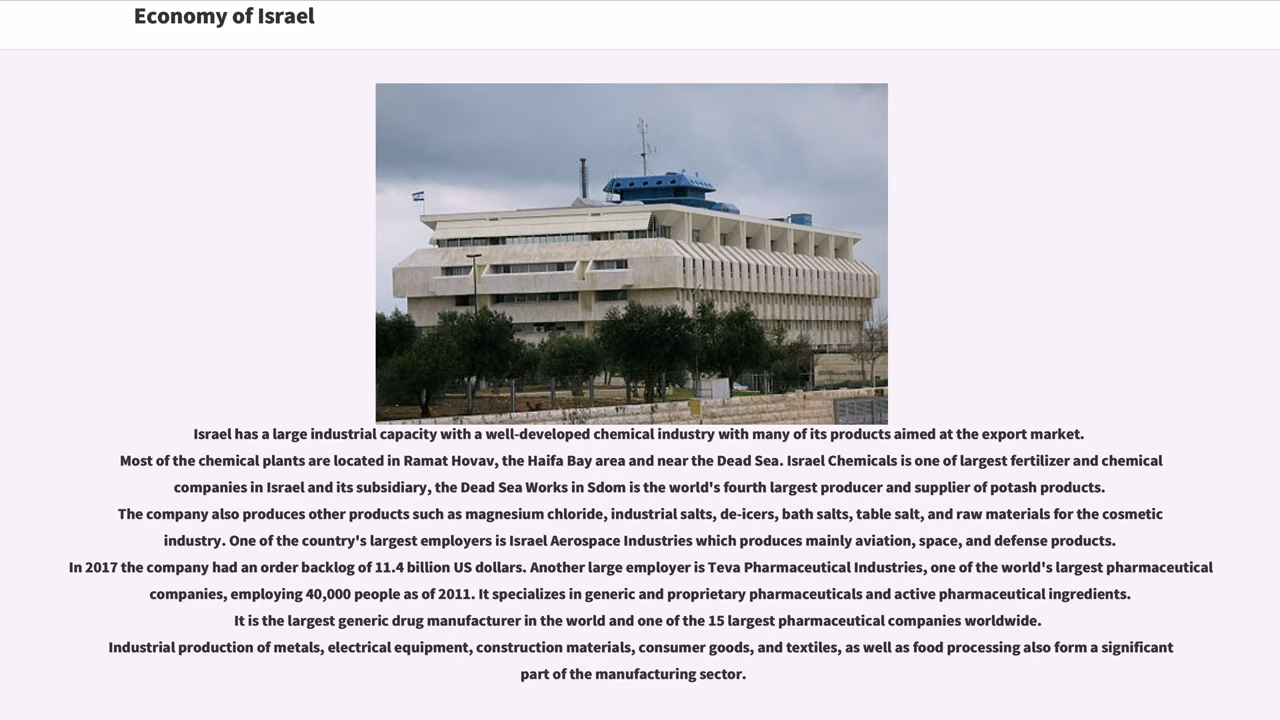 Economy of Israel
Israel has a large industrial capacity with a well-developed chemical industry with many of its products aimed at the export market.
Most of the chemical plants are located in Ramat Hovav, the Haifa Bay area and near the Dead Sea. Israel Chemicals is one of largest fertilizer and chemical
companies in Israel and its subsidiary, the Dead Sea Works in Sdom is the world's fourth largest producer and supplier of potash products.
The company also produces other products such as magnesium chloride, industrial salts, de-icers, bath salts, table salt, and raw materials for the cosmetic
industry. One of the country's largest employers is Israel Aerospace Industries which produces mainly aviation, space, and defense products.
In 2017 the company had an order backlog of 11.4 billion US dollars. Another large employer is Teva Pharmaceutical Industries, one of the world's largest pharmaceutical
companies, employing 40,000 people as of 2011. It specializes in generic and proprietary pharmaceuticals and active pharmaceutical ingredients.
It is the largest generic drug manufacturer in the world and one of the 15 largest pharmaceutical companies worldwide.
Industrial production of metals, electrical equipment, construction materials, consumer goods, and textiles, as well as food processing also form a significant
part of the manufacturing sector.